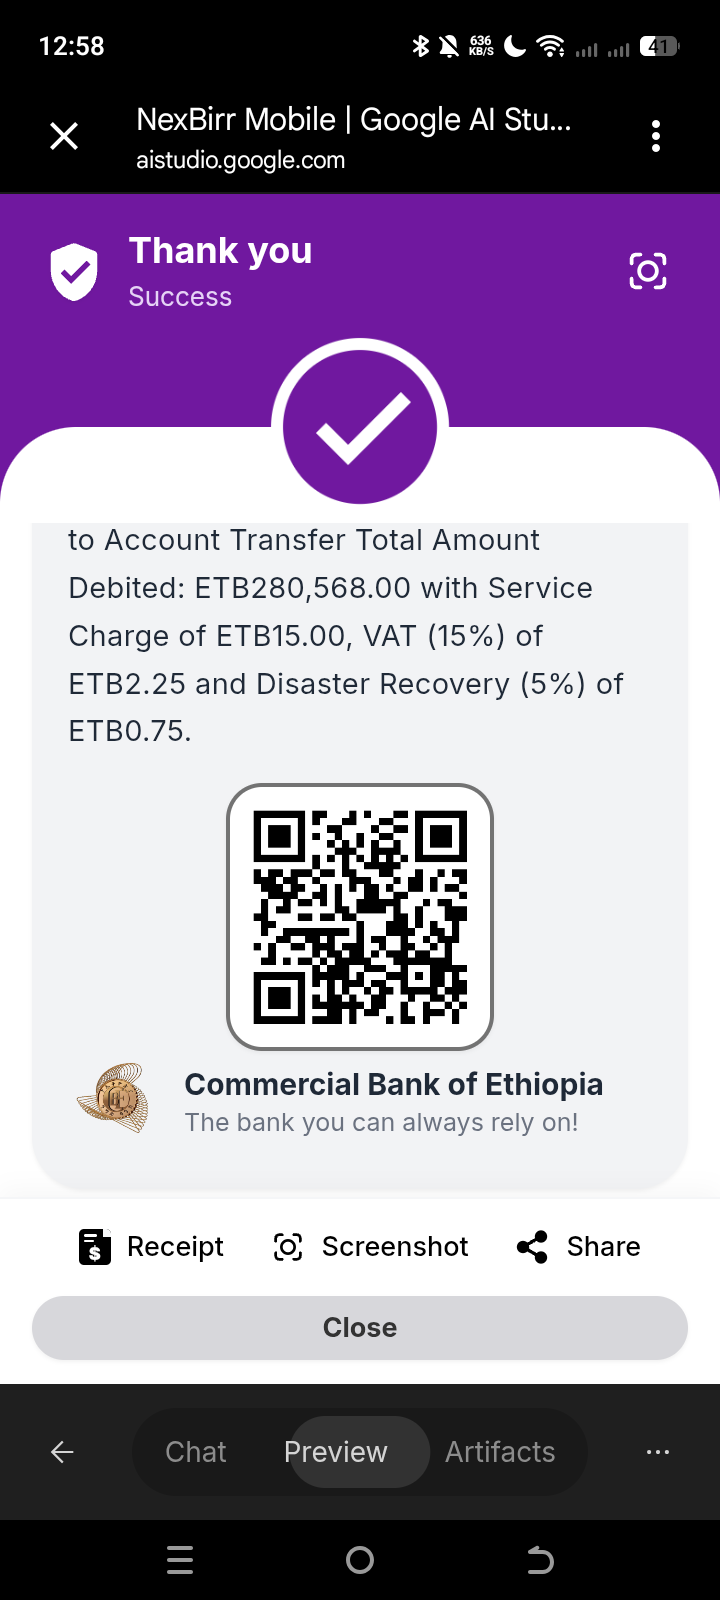 12:58
636
KB/S
41
NexBirr Mobile | Google AI Stu...
aistudio.google.com
Thank you
Success
to Account Transfer Total Amount
Debited: ETB280,568.00 with Service
Charge of ETB15.00, VAT (15%) of
ETB2.25 and Disaster Recovery (5%) of
ETB0.75.
Commercial Bank of Ethiopia
The bank you can always rely on!
Receipt
Screenshot
Share
Close
Chat
Preview
Artifacts